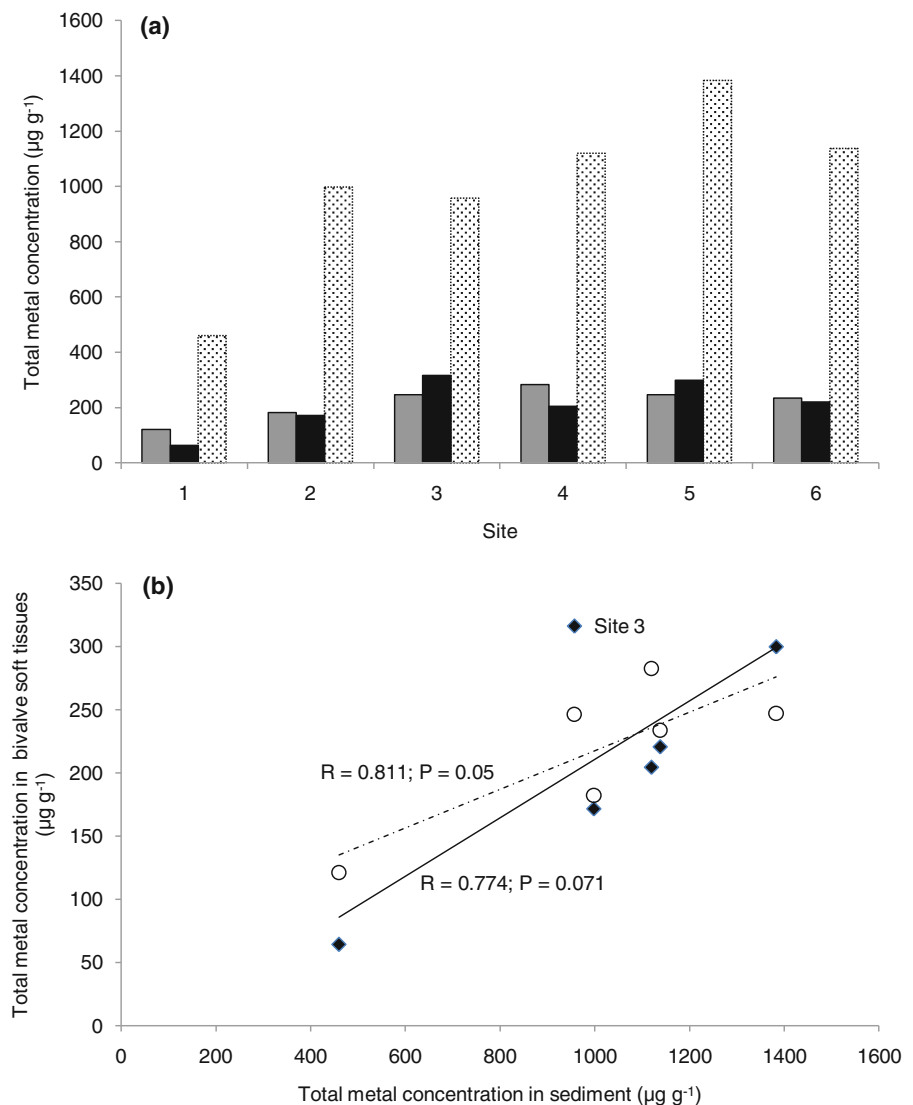 (a)
Total metal concentration (µg g-1)
1600
1400
1200
1000
800
600
400
200
0
1 2 3 4 5 6
Site
(b)
Total metal concentration in bivalve soft tissues
(µg g-1)
350
300
250
200
150
100
50
0
Site 3
R = 0.811; P = 0.05
R = 0.774; P = 0.071
0 200 400 600 800 1000 1200 1400 1600
Total metal concentration in sediment (µg g-1)